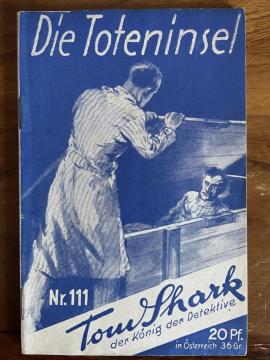 Die Toteninsel
Nr. 111
Tom Shark
der König der Detektive
20 Pf.
in Österreich 36 Gr.